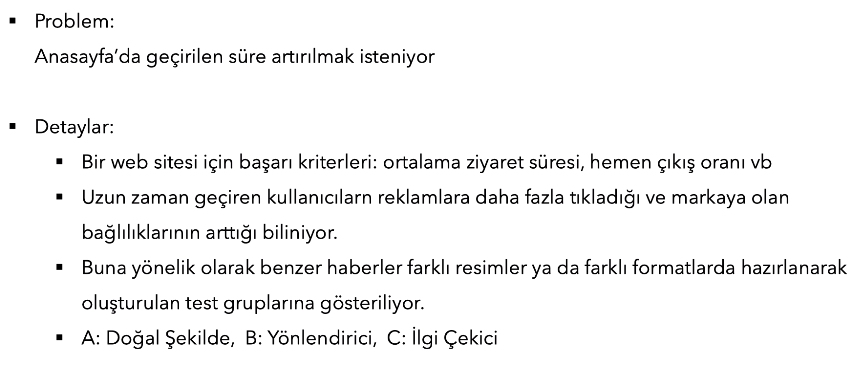 ▪ Problem:
Anasayfa’da geçirilen süre artırılmak isteniyor
▪ Detaylar:
▪ Bir web sitesi için başarı kriterleri: ortalama ziyaret süresi, hemen çıkış oranı vb
▪ Uzun zaman geçiren kullanıcılarn reklamlara daha fazla tıkladığı ve markaya olan
bağlılıklarının arttığı biliniyor.
▪ Buna yönelik olarak benzer haberler farklı resimler ya da farklı formatlarda hazırlanarak
oluşturulan test gruplarına gösteriliyor.
▪ A: Doğal Şekilde, B: Yönlendirici, C: İlgi Çekici